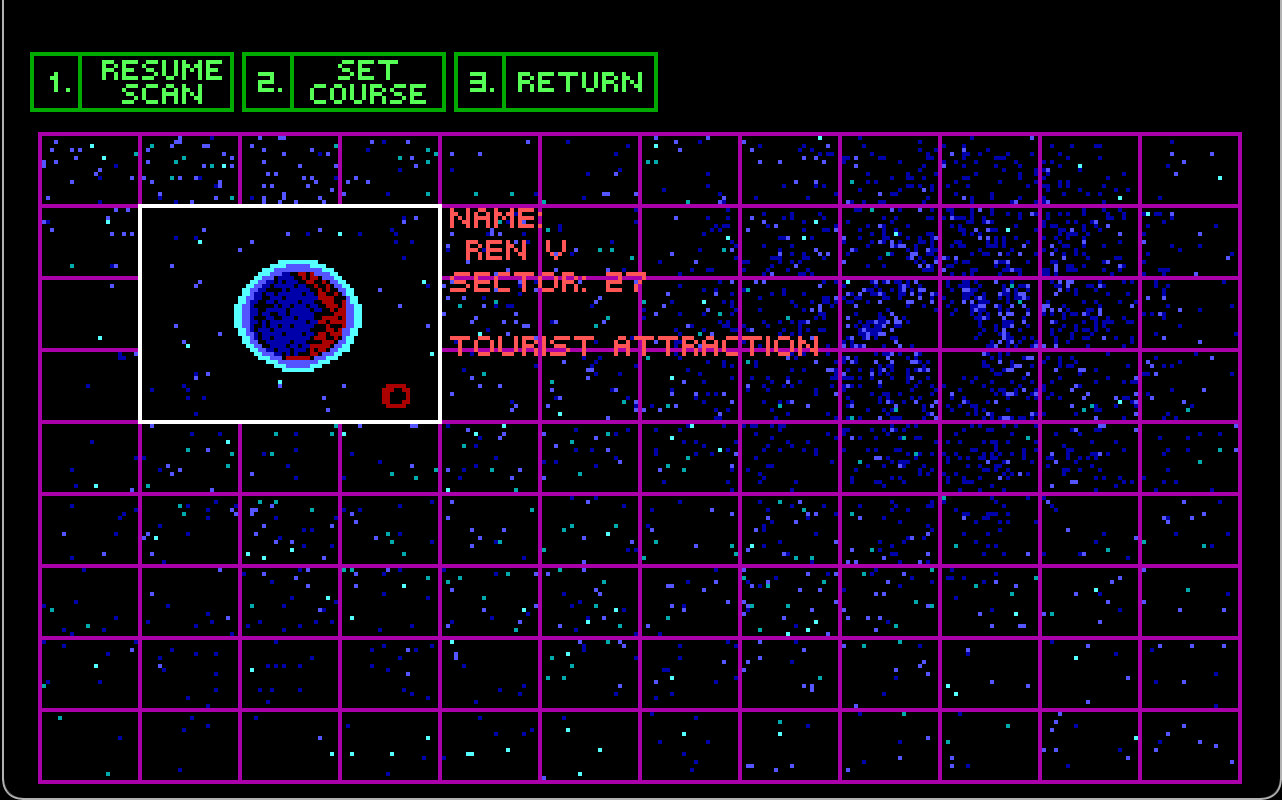 1. RESUME SCAN
2. SET COURSE
3. RETURN
NAME:
REN V
SECTOR: 27
TOURIST ATTRACTION